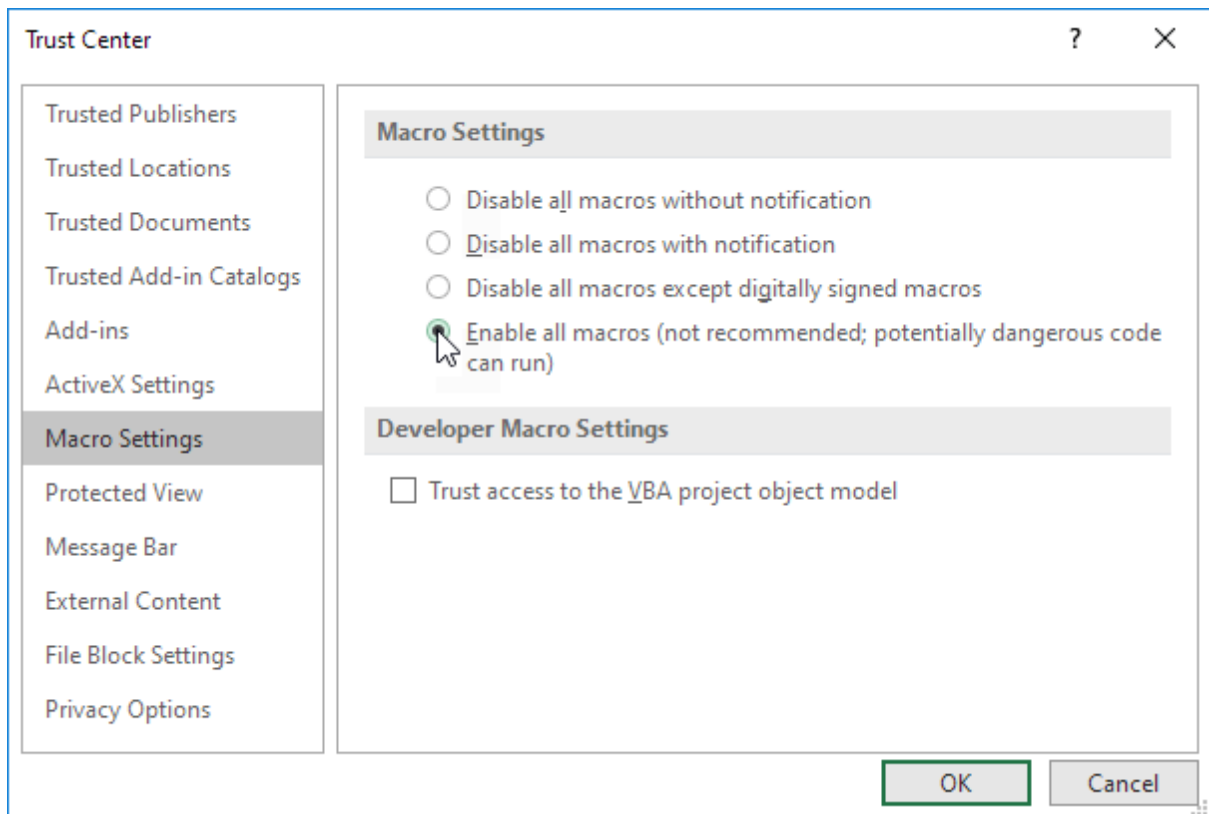 Trust Center
?
Trusted Publishers
Trusted Locations
Trusted Documents
Trusted Add-in Catalogs
Add-ins
ActiveX Settings
Macro Settings
Protected View
Message Bar
External Content
File Block Settings
Privacy Options
Macro Settings
Disable all macros without notification
Disable all macros with notification
Disable all macros except digitally signed macros
Enable all macros (not recommended; potentially dangerous code
can run)
Developer Macro Settings
Trust access to the VBA project object model
OK
Cancel